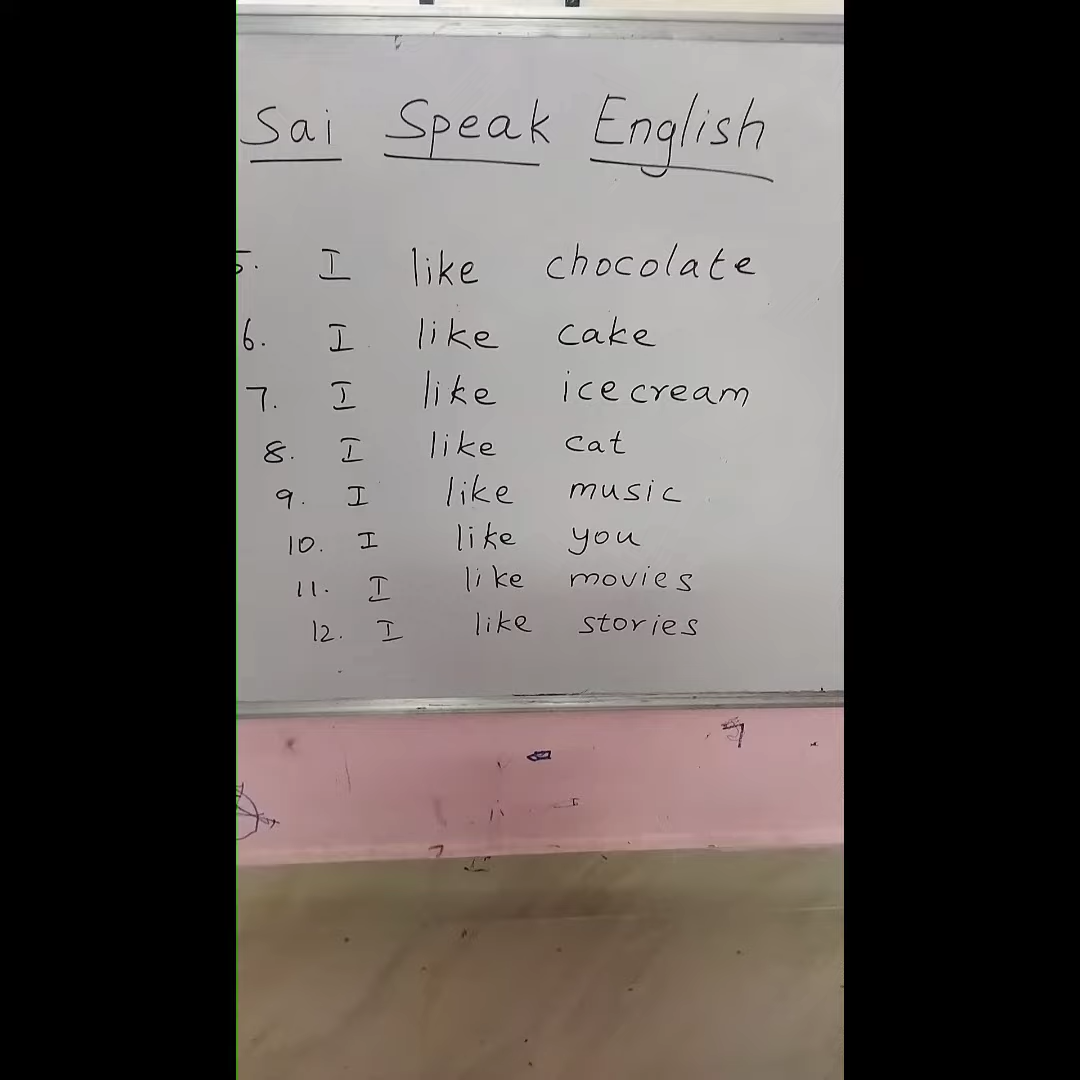 Sai Speak English
5. I like chocolate
6. I like cake
7. I like icecream
8. I like cat
9. I like music
10. I like you
11. I like movies
12. I like stories